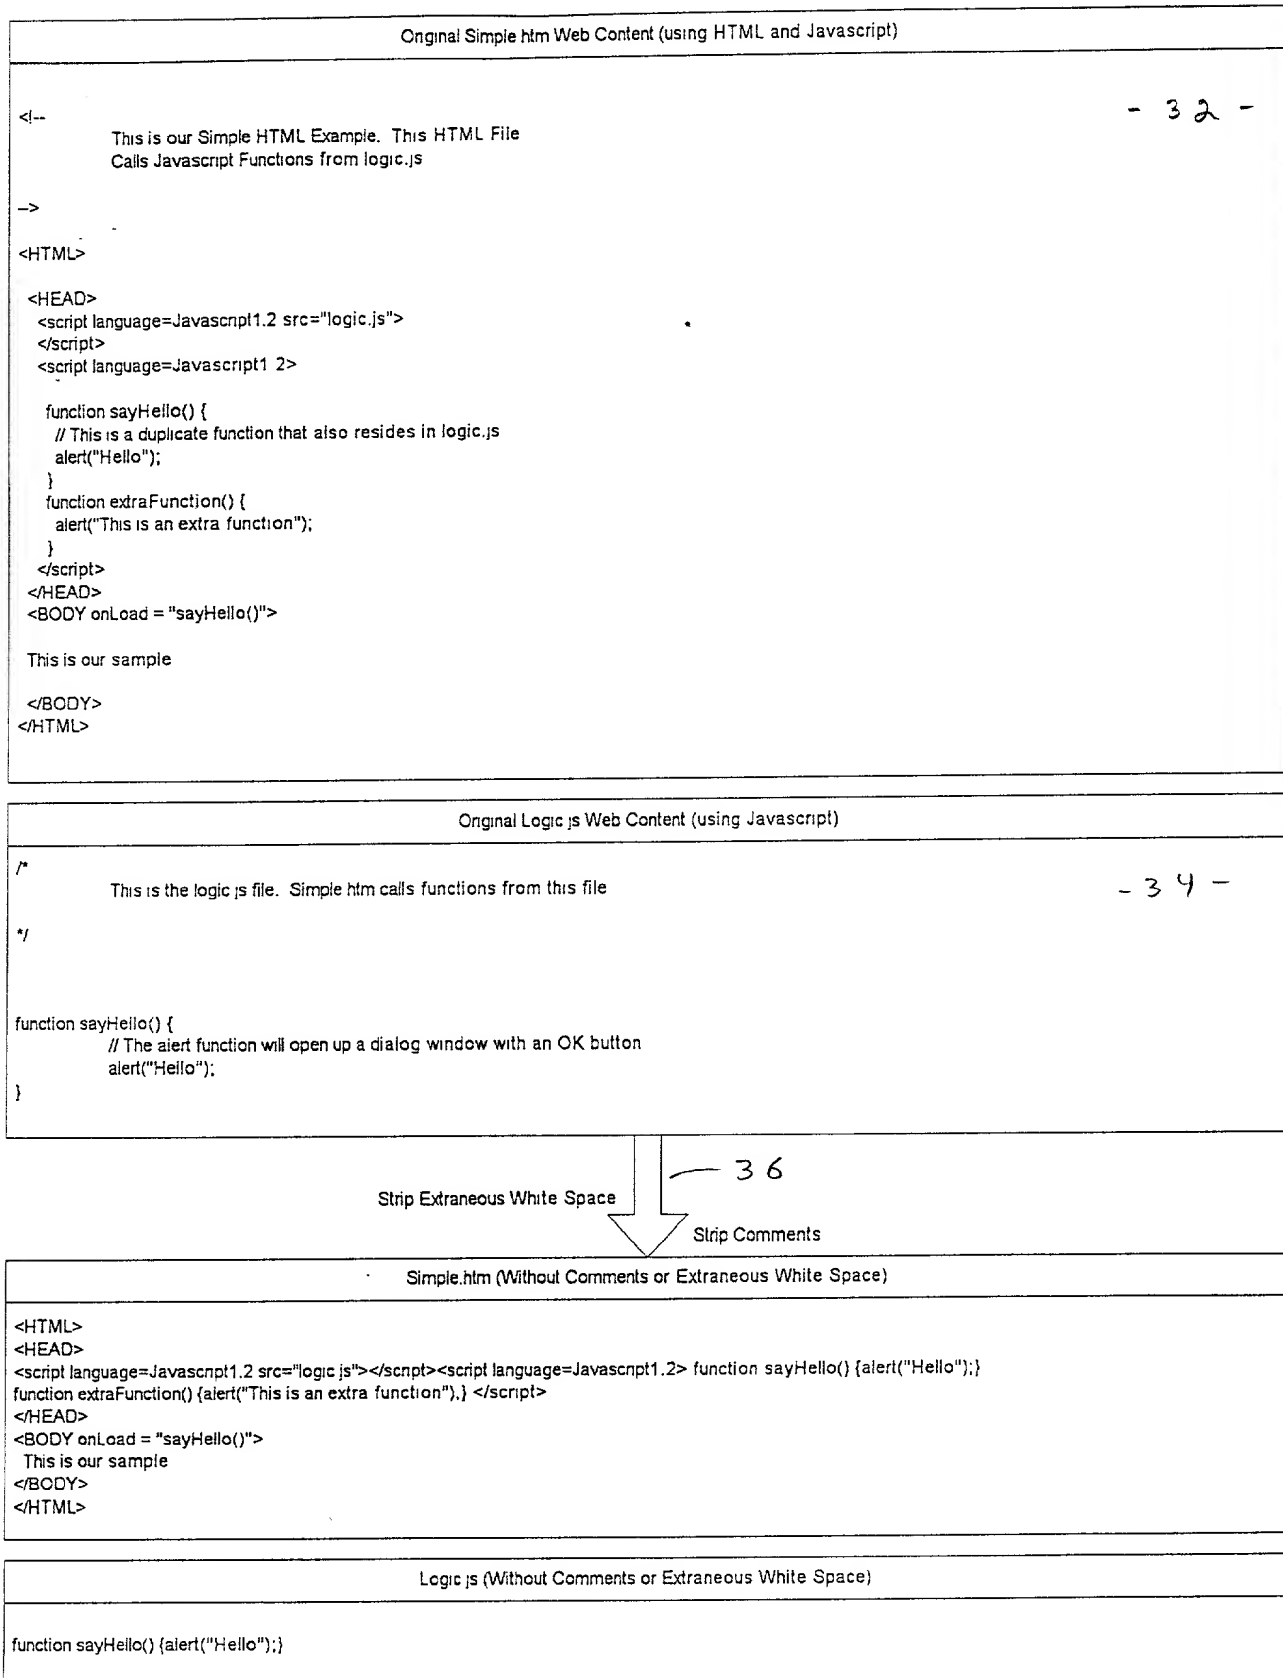 Original Simple htm Web Content (using HTML and Javascript)
- 32 -
<!--
This is our Simple HTML Example. This HTML File
Calls Javascript Functions from logic.js
-->
<HTML>
<HEAD>
<script language=Javascript1.2 src="logic.js">
</script>
<script language=Javascript1 2>
function sayHello() {
// This is a duplicate function that also resides in logic.js
alert("Hello");
}
function extraFunction() {
alert("This is an extra function");
}
</script>
</HEAD>
<BODY onLoad = "sayHello()">
This is our sample
</BODY>
</HTML>
Original Logic js Web Content (using Javascript)
/*
This is the logic js file. Simple htm calls functions from this file
- 34 -
*/
function sayHello() {
// The alert function will open up a dialog window with an OK button
alert("Hello");
}
36
Strip Extraneous White Space
Strip Comments
Simple.htm (Without Comments or Extraneous White Space)
<HTML>
<HEAD>
<script language=Javascript1.2 src="logic js"></script><script language=Javascript1.2> function sayHello() {alert("Hello");}
function extraFunction() {alert("This is an extra function").} </script>
</HEAD>
<BODY onLoad = "sayHello()">
This is our sample
</BODY>
</HTML>
Logic js (Without Comments or Extraneous White Space)
function sayHello() {alert("Hello");}